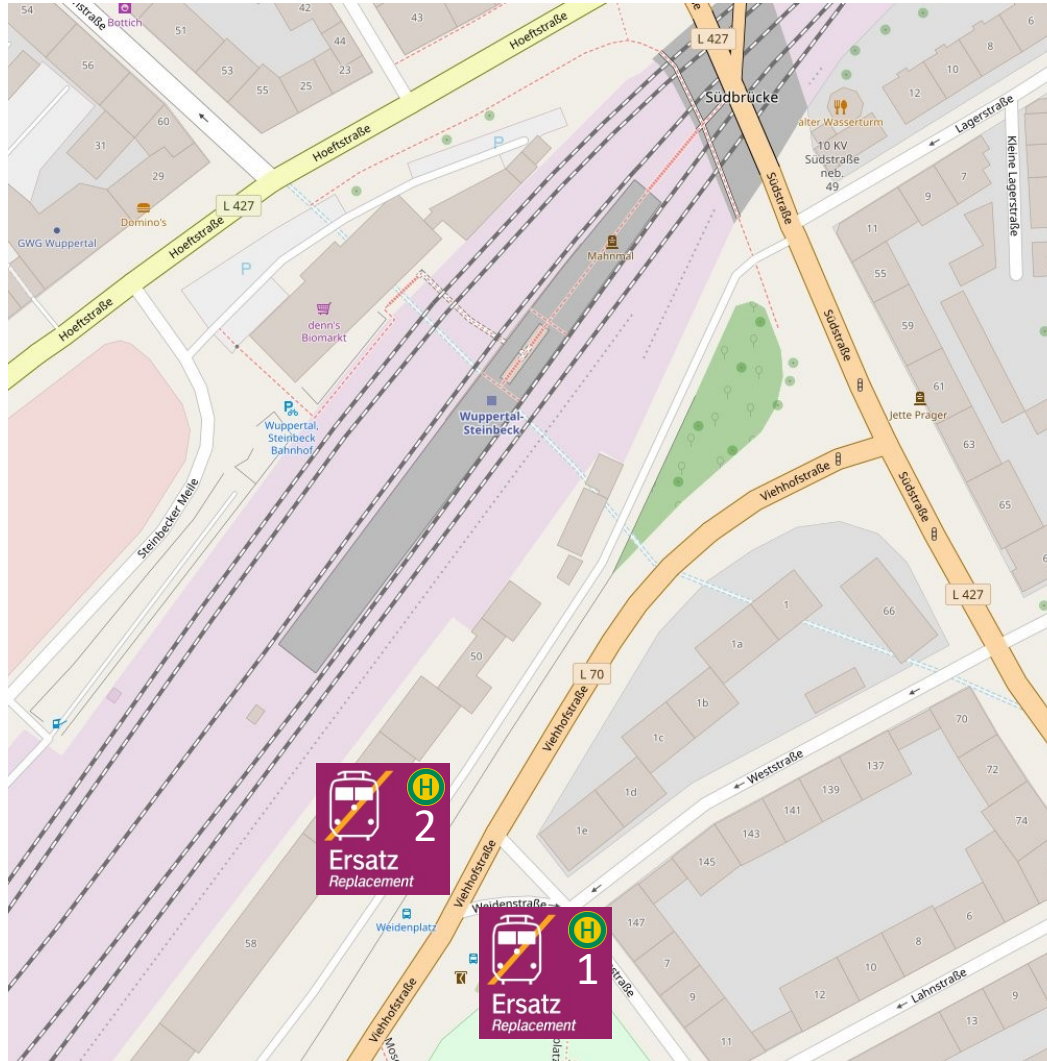 54
straße
Bottich
43
51
44
56
53
23
25
55
60
31
29
Hoeftstraße
Hoeftstraße
Hoeftstraße
Hoeftstraße
Hoeftstraße
L 427
L 427
Südbrücke
P
P
6
8
10
12
alter Wasserturm
10 KV
Südstraße
neb.
49
Lagerstraße
Kleine Lagerstraße
7
9
11
55
59
61
63
65
Domino's
GWG Wuppertal
denn's
Biomarkt
Mahnmal
Südstraße
Südstraße
Südstraße
Jette Prager
P
Wuppertal,
Steinbeck
Bahnhof
Wuppertal-
Steinbeck
Viehhofstraße
Steinbecker Meile
L 427
1
66
1a
50
L 70
1b
1c
1d
1e
Viehhofstraße
Weststraße
70
72
74
137
139
141
143
145
147
Ersatz
Replacement
H
2
Viehhofstraße
Weidenstraße
Weidenplatz
58
Ersatz
Replacement
H
1
Viehhofstraße
7
9
11
6
8
10
12
Lahnstraße
9
13